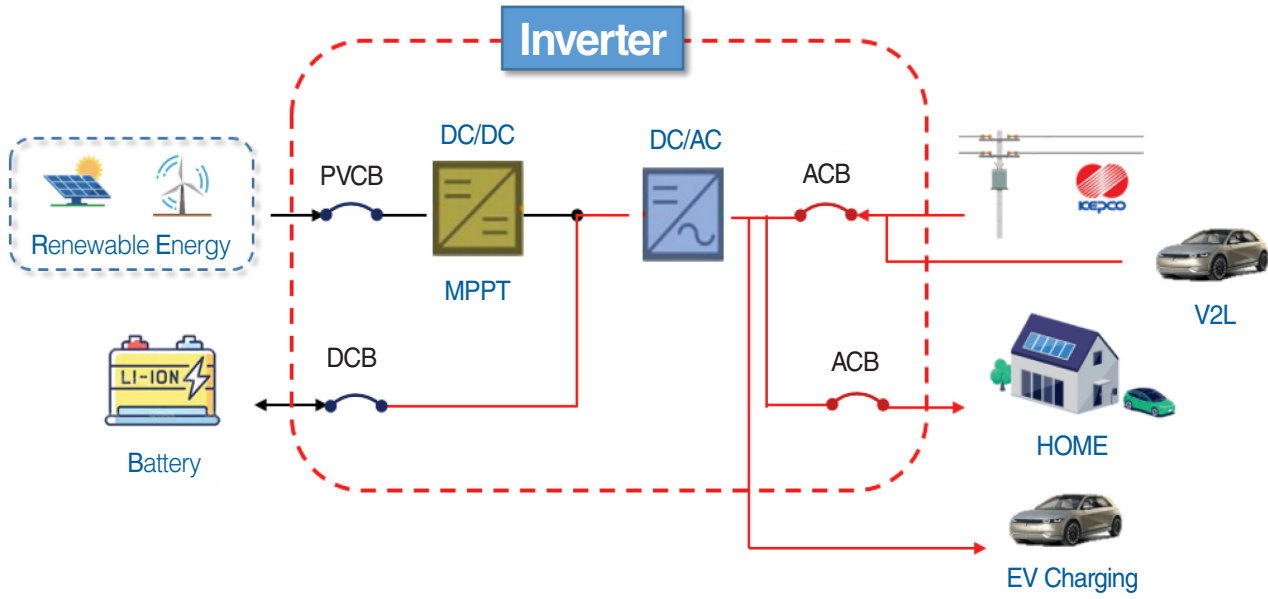 Inverter
DC/DC
DC/AC
PVCB
ACB
KEPCO
Renewable Energy
MPPT
V2L
DCB
ACB
LI-ION
HOME
Battery
EV Charging